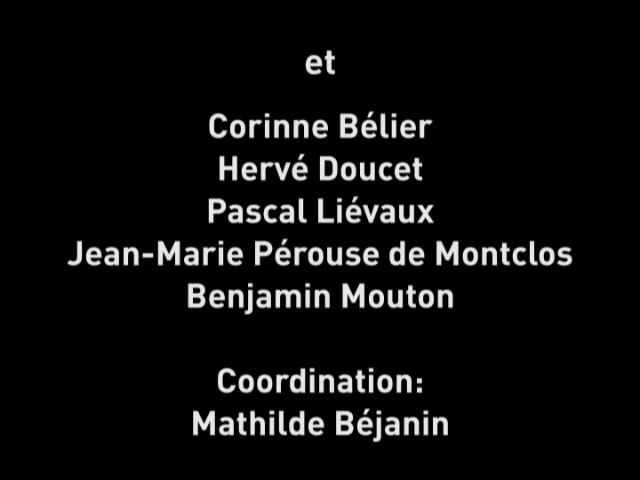 et
Corinne Bélier
Hervé Doucet
Pascal Liévaux
Jean-Marie Pérouse de Montclos
Benjamin Mouton
Coordination:
Mathilde Béjanin